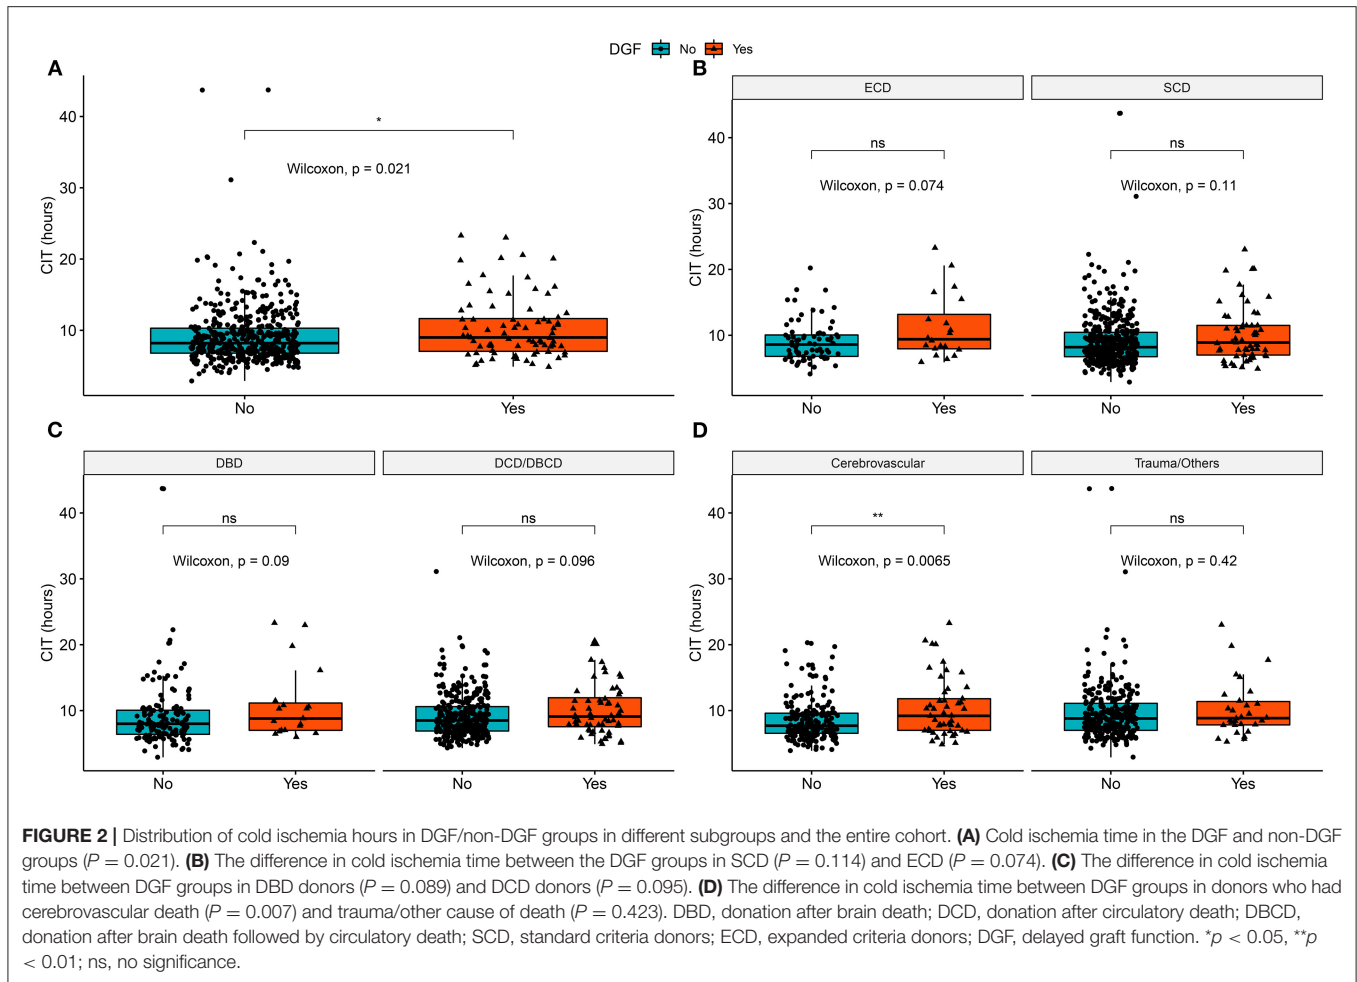 DGF No Yes
A
CIT (hours)
40
30
20
10
*
Wilcoxon, p = 0.021
No Yes
B
ECD SCD
CIT (hours)
40
30
20
10
ns ns
Wilcoxon, p = 0.074 Wilcoxon, p = 0.11
No Yes No Yes
C
DBD DCD/DBCD
CIT (hours)
40
30
20
10
ns ns
Wilcoxon, p = 0.09 Wilcoxon, p = 0.096
No Yes No Yes
D
Cerebrovascular Trauma/Others
CIT (hours)
40
30
20
10
** ns
Wilcoxon, p = 0.0065 Wilcoxon, p = 0.42
No Yes No Yes
FIGURE 2 | Distribution of cold ischemia hours in DGF/non-DGF groups in different subgroups and the entire cohort. (A) Cold ischemia time in the DGF and non-DGF
groups (P = 0.021). (B) The difference in cold ischemia time between the DGF groups in SCD (P = 0.114) and ECD (P = 0.074). (C) The difference in cold ischemia
time between DGF groups in DBD donors (P = 0.089) and DCD donors (P = 0.095). (D) The difference in cold ischemia time between DGF groups in donors who had
cerebrovascular death (P = 0.007) and trauma/other cause of death (P = 0.423). DBD, donation after brain death; DCD, donation after circulatory death; DBCD,
donation after brain death followed by circulatory death; SCD, standard criteria donors; ECD, expanded criteria donors; DGF, delayed graft function. *p < 0.05, **p
< 0.01; ns, no significance.